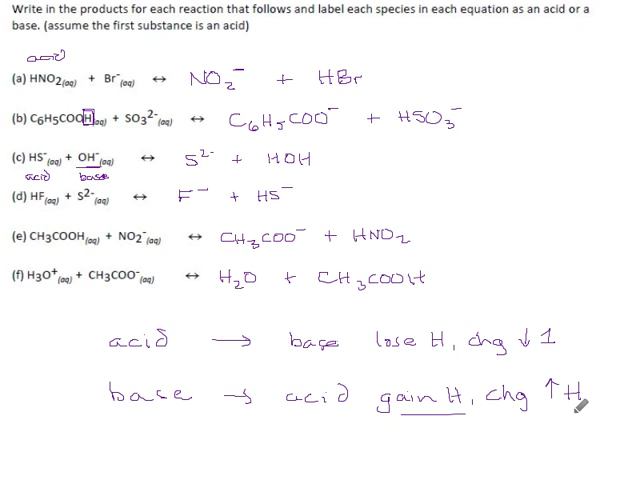 Write in the products for each reaction that follows and label each species in each equation as an acid or a
base. (assume the first substance is an acid)
acid
(a) HNO₂(aq) + Br⁻(aq) ↔ NO₂⁻ + HBr
(b) C6H5COOH(aq) + SO3²⁻(aq) ↔ C₆H₅COO⁻ + HSO₃⁻
(c) HS⁻(aq) + OH⁻(aq) ↔ S²⁻ + HOH
acid base
(d) HF(aq) + S²⁻(aq) ↔ F⁻ + HS⁻
(e) CH3COOH(aq) + NO2⁻(aq) ↔ CH₃COO⁻ + HNO₂
(f) H3O⁺(aq) + CH3COO⁻(aq) ↔ H₂O + CH₃COOH
acid → base lose H, chg ↓ 1
base → acid gain H, chg ↑ H